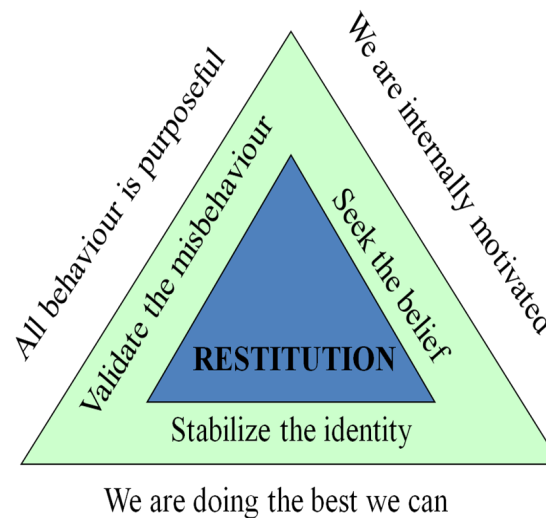 All behaviour is purposeful
We are internally motivated
Validate the misbehaviour
Seek the belief
RESTITUTION
Stabilize the identity
We are doing the best we can